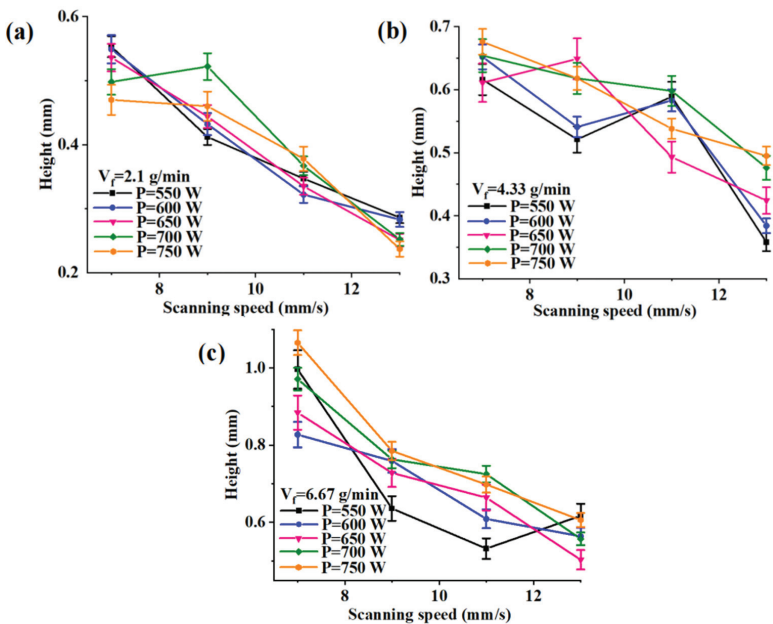 (a)
0.6
0.4
0.2
Height (mm)
V_f=2.1 g/min
P=550 W
P=600 W
P=650 W
P=700 W
P=750 W
8 10 12
Scanning speed (mm/s)
(b)
0.7
0.6
0.5
0.4
0.3
Height (mm)
V_f=4.33 g/min
P=550 W
P=600 W
P=650 W
P=700 W
P=750 W
8 10 12
Scanning speed (mm/s)
(c)
1.0
0.8
0.6
Height (mm)
V_f=6.67 g/min
P=550 W
P=600 W
P=650 W
P=700 W
P=750 W
8 10 12
Scanning speed (mm/s)